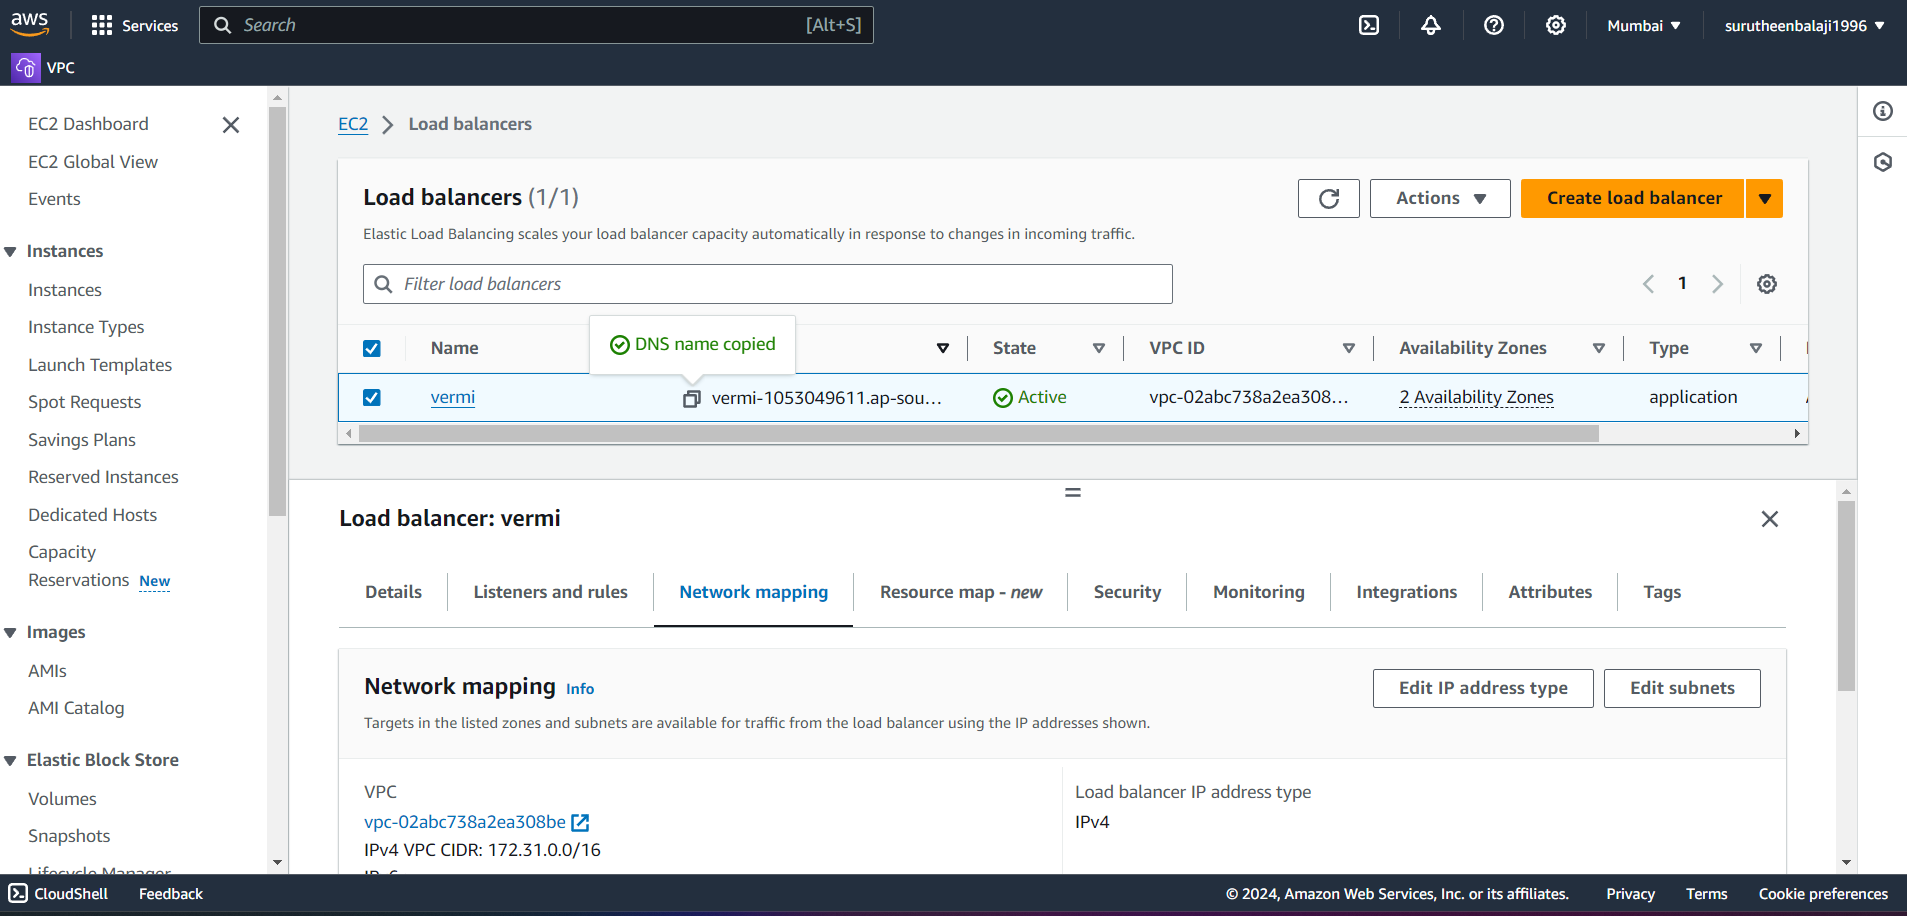 aws
Services
Search [Alt+S]
Mumbai
surutheenbalaji1996
VPC
EC2 Dashboard
EC2 Global View
Events
Instances
Instances
Instance Types
Launch Templates
Spot Requests
Savings Plans
Reserved Instances
Dedicated Hosts
Capacity
Reservations New
Images
AMIs
AMI Catalog
Elastic Block Store
Volumes
Snapshots
Lifecycle Manager
EC2 Load balancers
Load balancers (1/1)
Actions
Create load balancer
Elastic Load Balancing scales your load balancer capacity automatically in response to changes in incoming traffic.
Filter load balancers
1
DNS name copied
Name State VPC ID Availability Zones Type
vermi vermi-1053049611.ap-sou... Active vpc-02abc738a2ea308... 2 Availability Zones application
Load balancer: vermi
Details Listeners and rules Network mapping Resource map - new Security Monitoring Integrations Attributes Tags
Network mapping Info
Edit IP address type
Edit subnets
Targets in the listed zones and subnets are available for traffic from the load balancer using the IP addresses shown.
VPC
vpc-02abc738a2ea308be
IPv4 VPC CIDR: 172.31.0.0/16
Load balancer IP address type
IPv4
CloudShell Feedback © 2024, Amazon Web Services, Inc. or its affiliates. Privacy Terms Cookie preferences